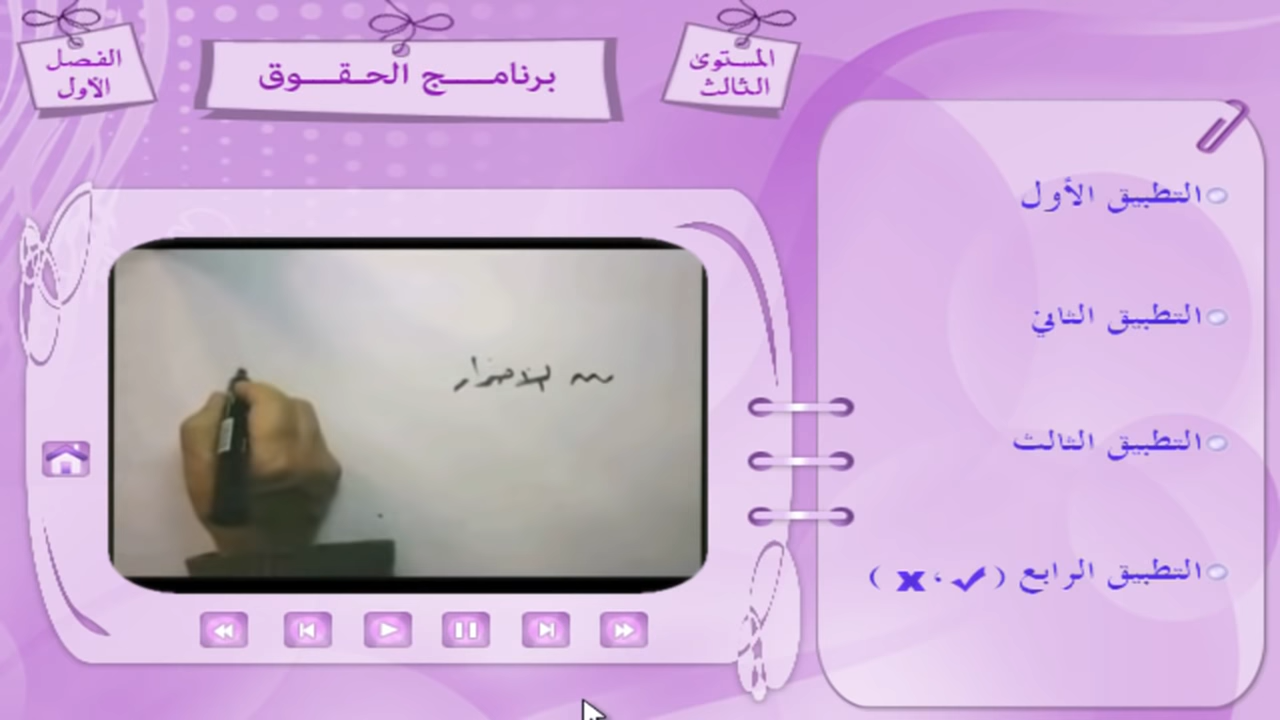 المستوى
الثالث
برنامج الحقوق
الفصل
الأول
التطبيق الأول
التطبيق الثاني
التطبيق الثالث
التطبيق الرابع ( ✓ ، ✗ )